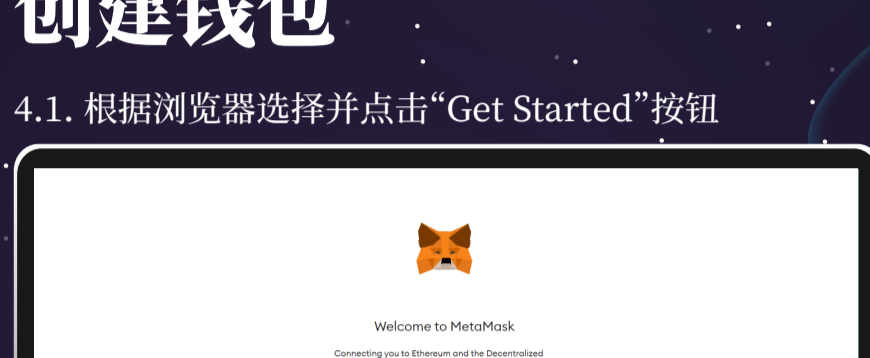 创建钱包
4.1. 根据浏览器选择并点击“Get Started”按钮
Welcome to MetaMask
Connecting you to Ethereum and the Decentralized